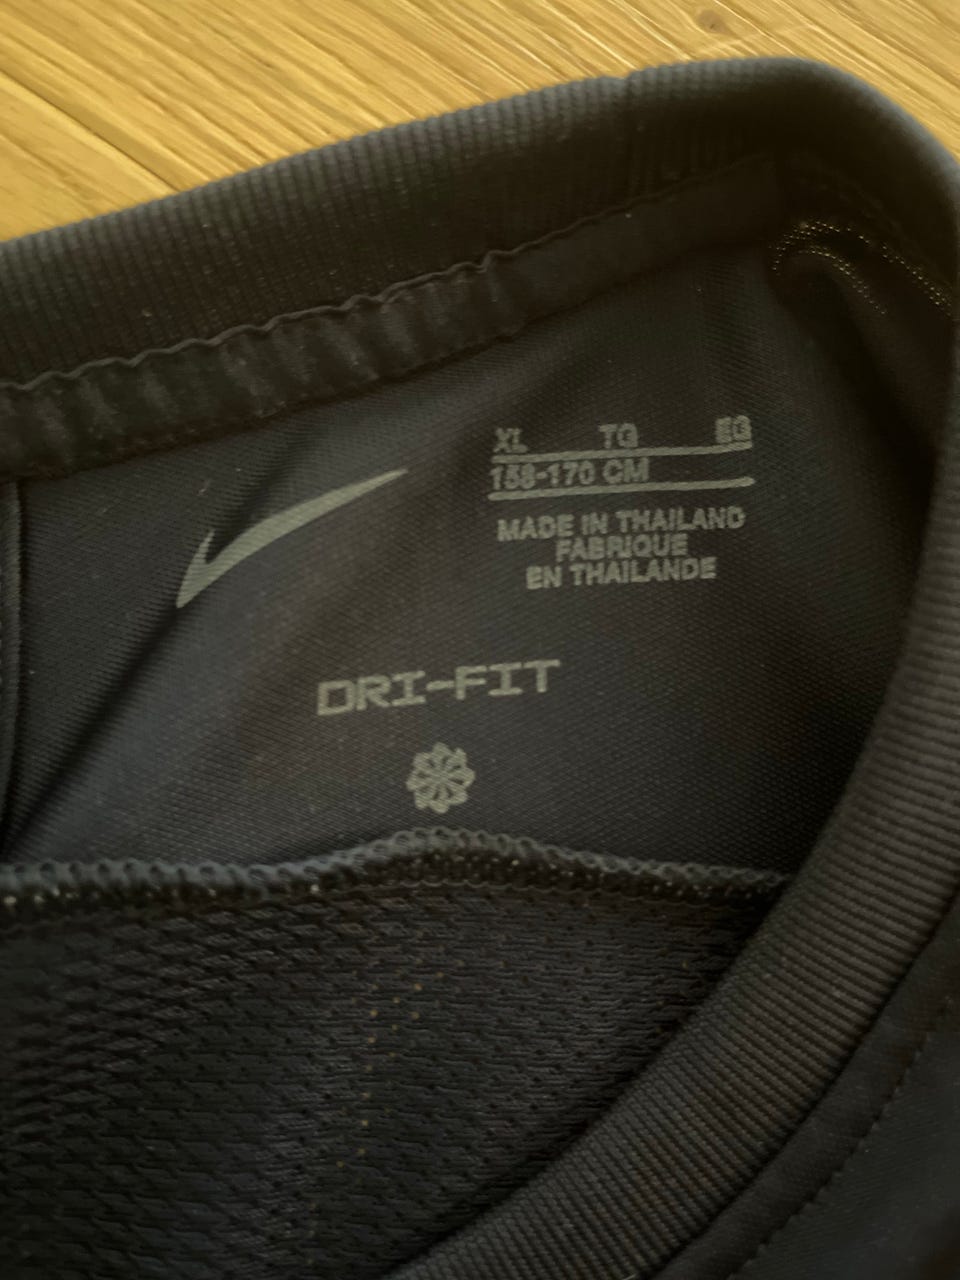 XL TG EG
158-170 CM
MADE IN THAILAND
FABRIQUE
EN THAILANDE
DRI-FIT